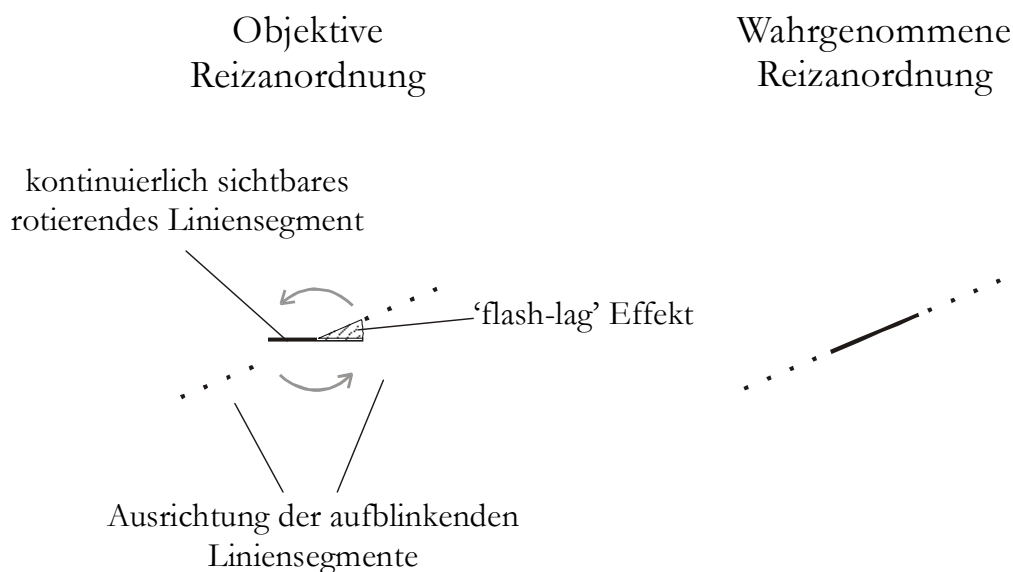 Objektive
Reizanordnung
Wahrgenommene
Reizanordnung
kontinuierlich sichtbares
rotierendes Liniensegment
‘flash-lag’ Effekt
Ausrichtung der aufblinkenden
Liniensegmente